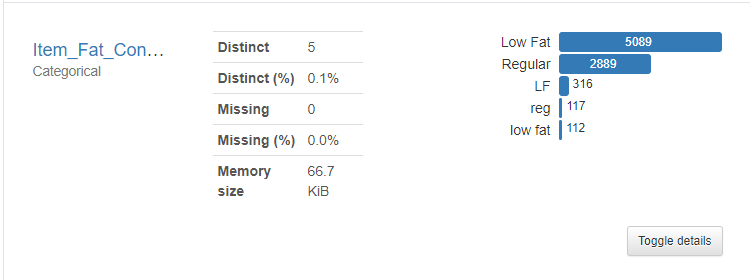 Item_Fat_Con...
Categorical
Distinct 5
Distinct (%) 0.1%
Missing 0
Missing (%) 0.0%
Memory size 66.7 KiB
Low Fat 5089
Regular 2889
LF 316
reg 117
low fat 112
Toggle details